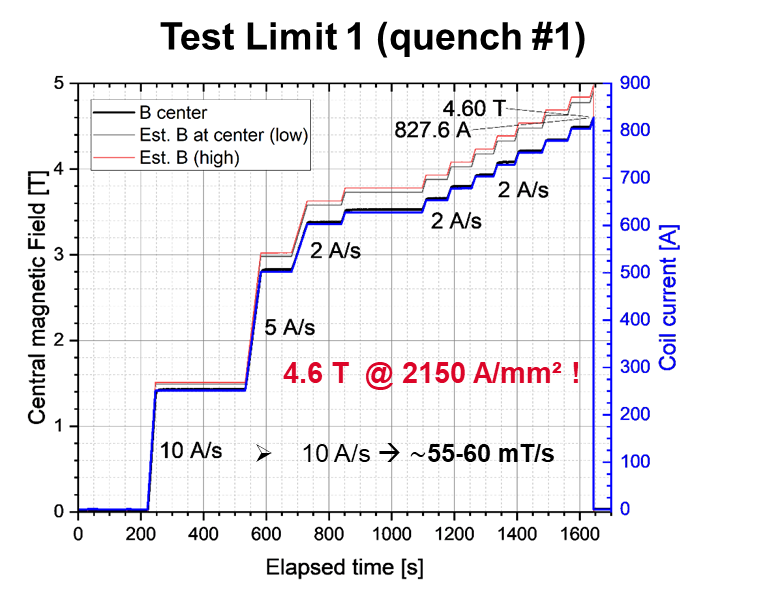 Test Limit 1 (quench #1)
5
4
3
2
1
0
Central magnetic Field [T]
B center
Est. B at center (low)
Est. B (high)
4.60 T
827.6 A
2 A/s
2 A/s
2 A/s
5 A/s
4.6 T @ 2150 A/mm² !
10 A/s
➢ 10 A/s → ~55-60 mT/s
900
800
700
600
500
400
300
200
100
0
Coil current [A]
0 200 400 600 800 1000 1200 1400 1600
Elapsed time [s]